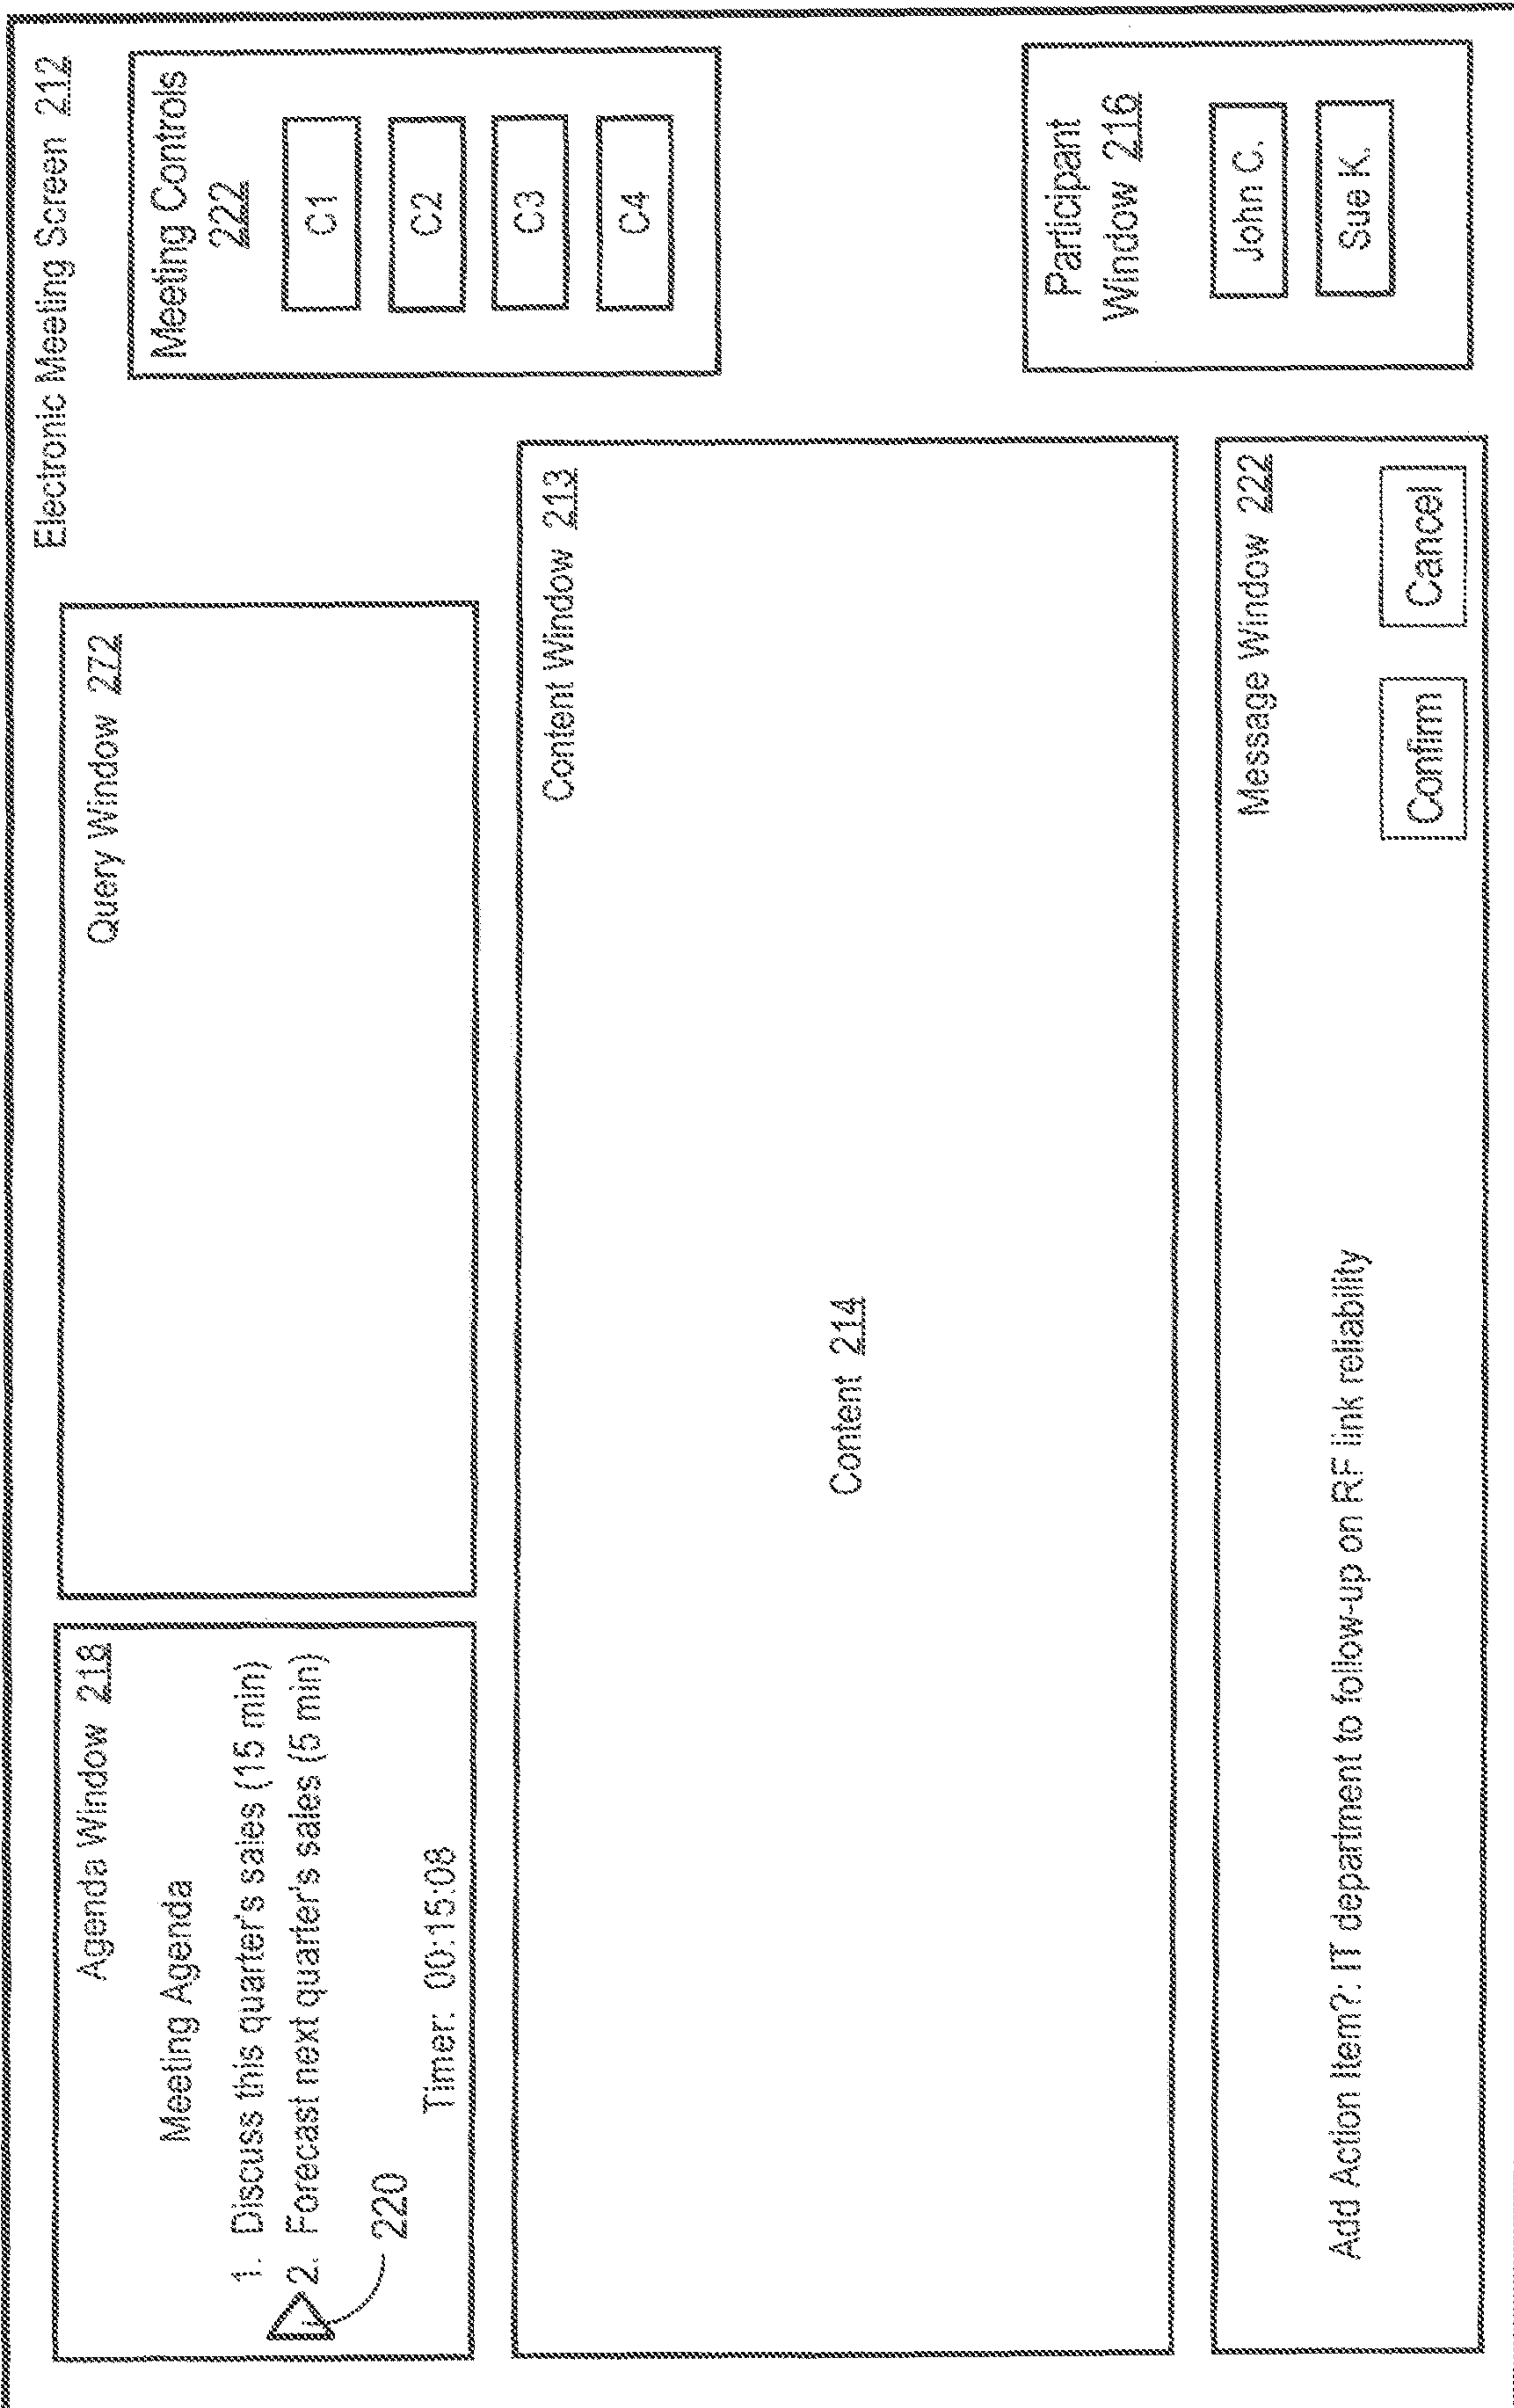 Electronic Meeting Screen 212
Agenda Window 218
Meeting Agenda
1. Discuss this quarter's sales (15 min)
2. Forecast next quarter's sales (5 min)
220
Timer: 00:15:08
Query Window 272
Meeting Controls
222
C1
C2
C3
C4
Content Window 213
Content 214
Participant
Window 216
John C.
Sue K.
Message Window 222
Add Action Item?: IT department to follow-up on RF link reliability
Confirm
Cancel